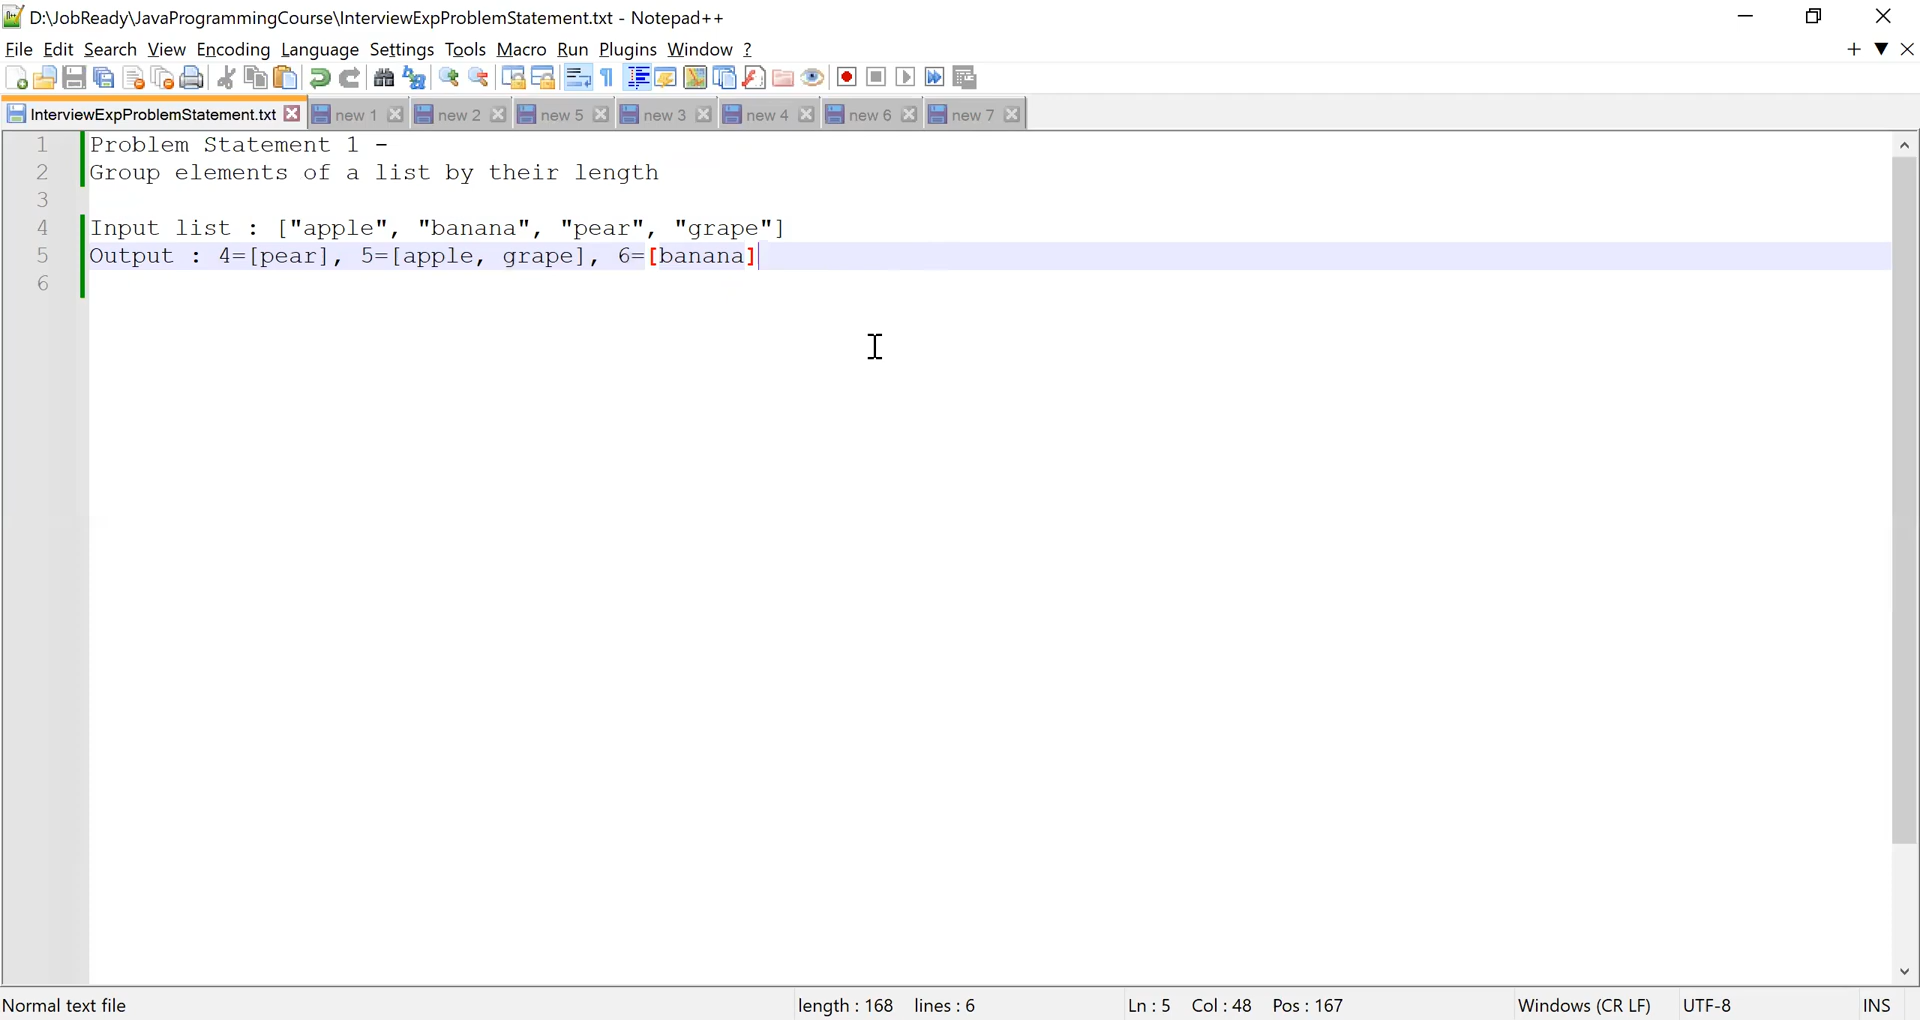 D:\JobReady\JavaProgrammingCourse\InterviewExpProblemStatement.txt - Notepad++
File Edit Search View Encoding Language Settings Tools Macro Run Plugins Window ?
InterviewExpProblemStatement.txt new 1 new 2 new 5 new 3 new 4 new 6 new 7
1 Problem Statement 1 -
2 Group elements of a list by their length
3
4 Input list : ["apple", "banana", "pear", "grape"]
5 Output : 4=[pear], 5=[apple, grape], 6=[banana]
6
Normal text file length : 168 lines : 6 Ln : 5 Col : 48 Pos : 167 Windows (CR LF) UTF-8 INS